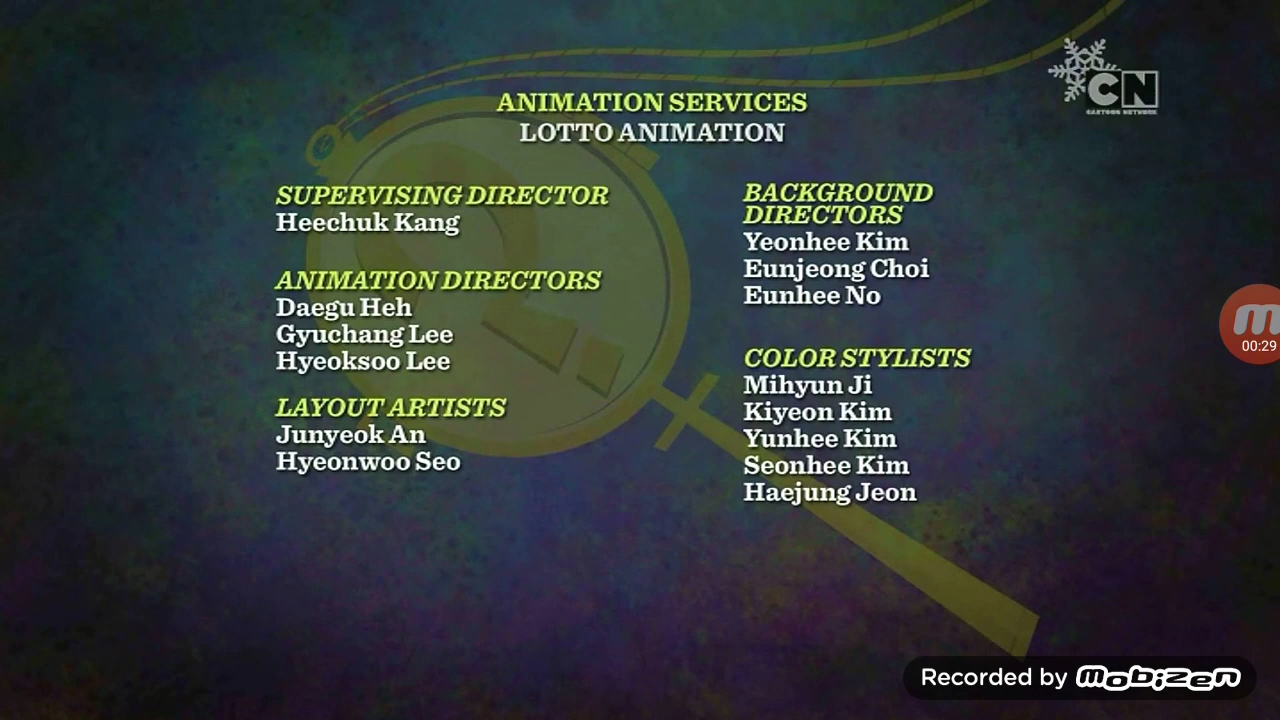 ANIMATION SERVICES
LOTTO ANIMATION
SUPERVISING DIRECTOR
Heechuk Kang
ANIMATION DIRECTORS
Daegu Heh
Gyuchang Lee
Hyeoksoo Lee
LAYOUT ARTISTS
Junyeok An
Hyeonwoo Seo
BACKGROUND
DIRECTORS
Yeonhee Kim
Eunjeong Choi
Eunhee No
COLOR STYLISTS
Mihyun Ji
Kiyeon Kim
Yunhee Kim
Seonhee Kim
Haejung Jeon
CN
CARTOON NETWORK
m
00:29
Recorded by mobizen